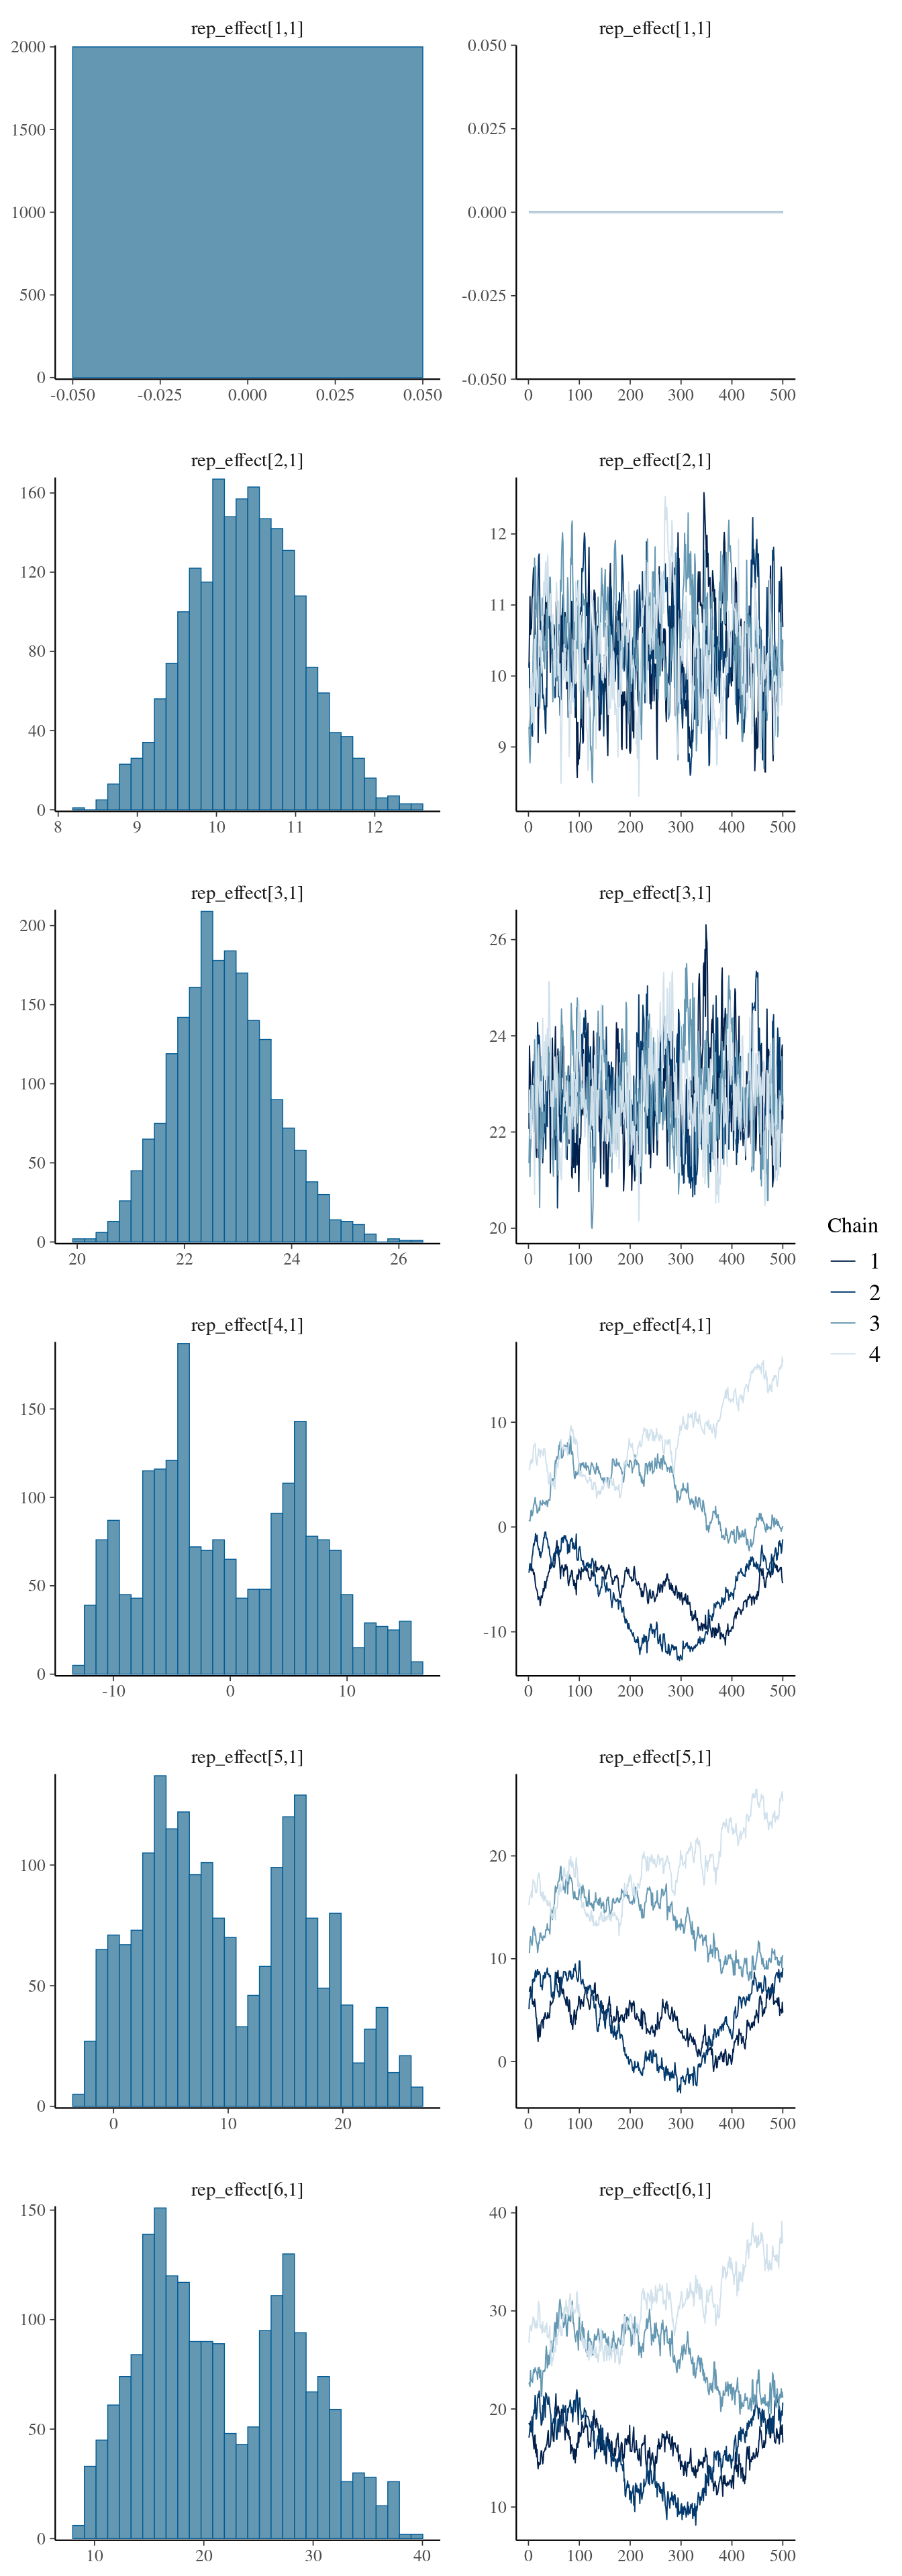 rep_effect[1,1] rep_effect[1,1]
2000
1500
1000
500
0
-0.050 -0.025 0.000 0.025 0.050
0.050
0.025
0.000
-0.025
-0.050
0 100 200 300 400 500
rep_effect[2,1] rep_effect[2,1]
160
120
80
40
0
8 9 10 11 12
12
11
10
9
0 100 200 300 400 500
rep_effect[3,1] rep_effect[3,1]
200
150
100
50
0
20 22 24 26
26
24
22
20
0 100 200 300 400 500
Chain
1
2
3
4
rep_effect[4,1] rep_effect[4,1]
150
100
50
0
-10 0 10
10
0
-10
0 100 200 300 400 500
rep_effect[5,1] rep_effect[5,1]
100
50
0
0 10 20
20
10
0
0 100 200 300 400 500
rep_effect[6,1] rep_effect[6,1]
150
100
50
0
10 20 30 40
40
30
20
10
0 100 200 300 400 500